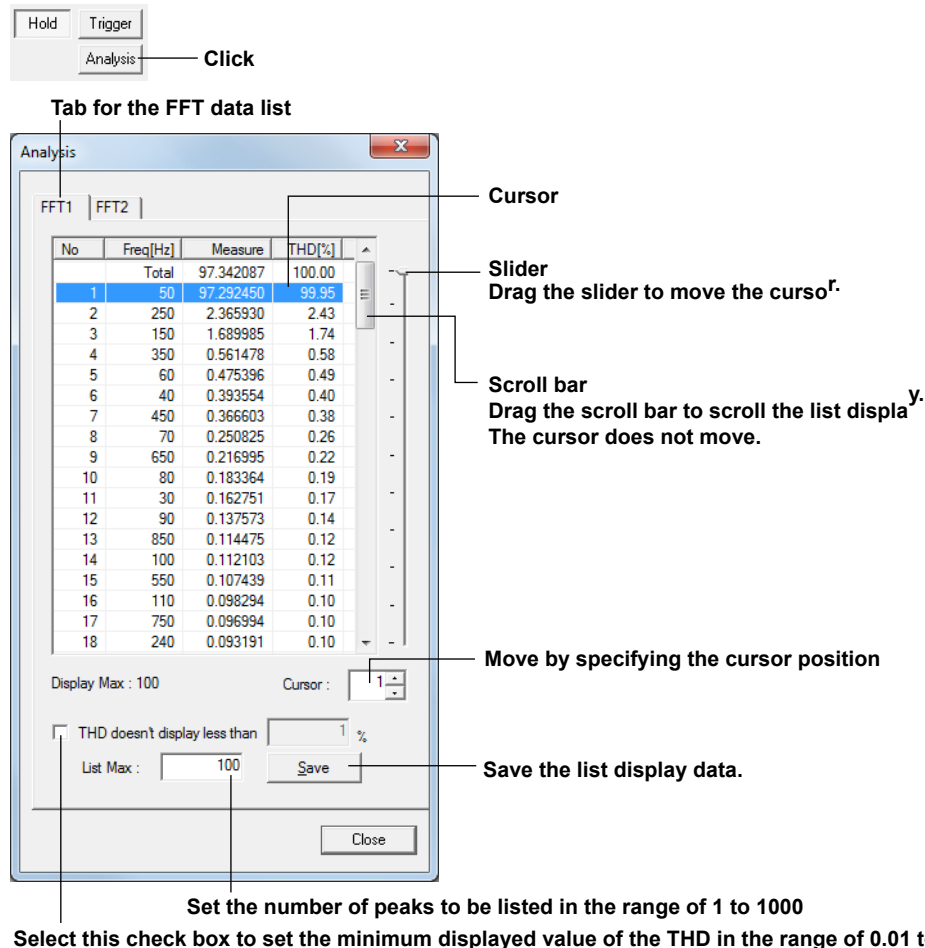 Hold Trigger
Analysis Click
Tab for the FFT data list
Analysis
FFT1 FFT2
Cursor
No Freq[Hz] Measure THD[%]
Total 97.342087 100.00
1 50 97.292450 99.95
2 250 2.365930 2.43
3 150 1.689985 1.74
4 350 0.561478 0.58
5 60 0.475396 0.49
6 40 0.393554 0.40
7 450 0.366603 0.38
8 70 0.250825 0.26
9 650 0.216995 0.22
10 80 0.183364 0.19
11 30 0.162751 0.17
12 90 0.137573 0.14
13 850 0.114475 0.12
14 100 0.112103 0.12
15 550 0.107439 0.11
16 110 0.098294 0.10
17 750 0.096994 0.10
18 240 0.093191 0.10
Slider
Drag the slider to move the cursor.
Scroll bar
Drag the scroll bar to scroll the list display.
The cursor does not move.
Move by specifying the cursor position
Display Max : 100 Cursor : 1
THD doesn't display less than 1 %
List Max : 100 Save
Save the list display data.
Close
Set the number of peaks to be listed in the range of 1 to 1000
Select this check box to set the minimum displayed value of the THD in the range of 0.01 t